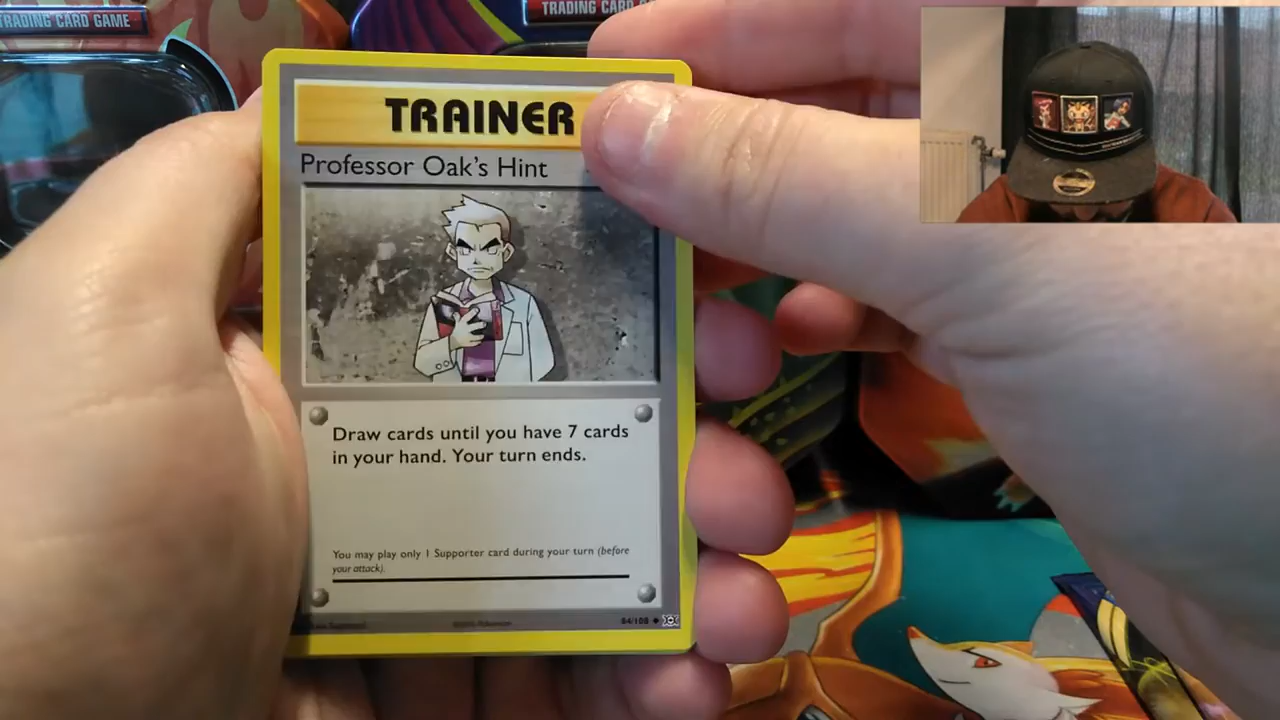 TRADING CARD GAME
TRADING CARD GAME
TRAINER
Professor Oak's Hint
Draw cards until you have 7 cards
in your hand. Your turn ends.
You may play only 1 Supporter card during your turn (before
your attack).
84/108